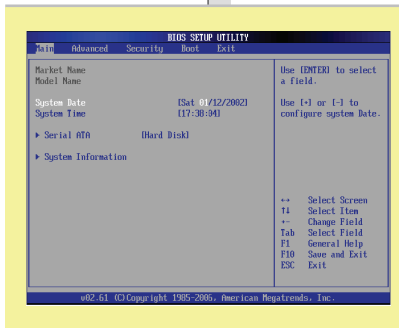 BIOS SETUP UTILITY
Main Advanced Security Boot Exit
Market Name
Model Name
System Date [Sat 01/12/2002]
System Time [17:38:04]
▶ Serial ATA [Hard Disk]
▶ System Information
Use [ENTER] to select
a field.
Use [+] or [-] to
configure system Date.
↔ Select Screen
↑↓ Select Item
+- Change Field
Tab Select Field
F1 General Help
F10 Save and Exit
ESC Exit
v02.61 (C)Copyright 1985-2006, American Megatrends, Inc.